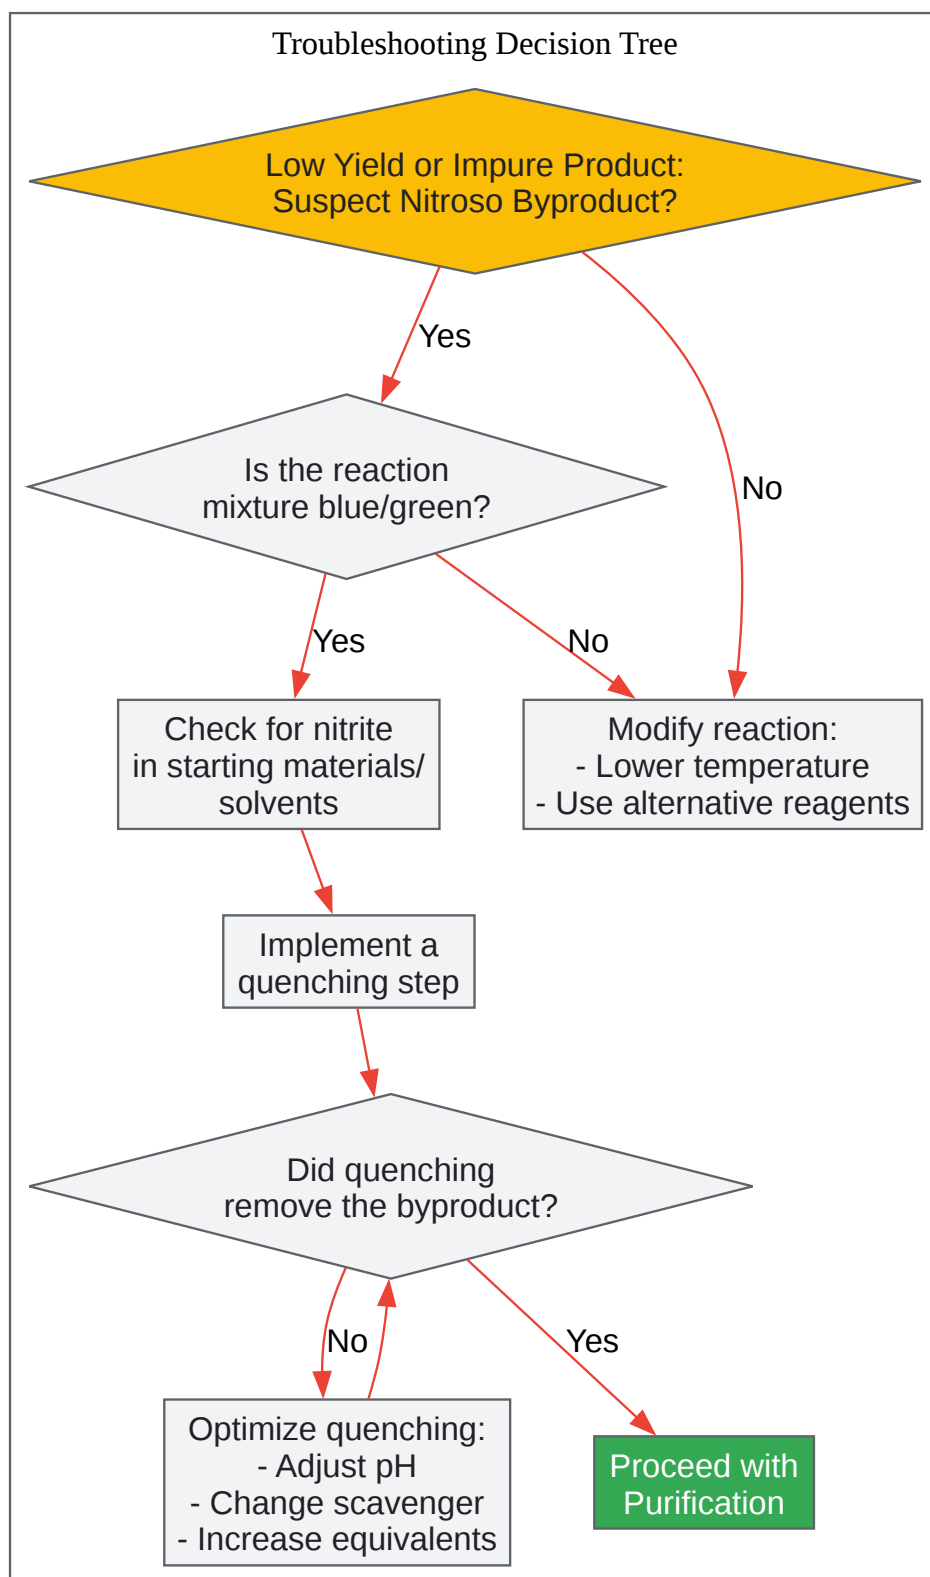 Troubleshooting Decision Tree
Low Yield or Impure Product:
Suspect Nitroso Byproduct?
Yes
Is the reaction
mixture blue/green?
No
Yes
No
Check for nitrite
in starting materials/
solvents
Modify reaction:
- Lower temperature
- Use alternative reagents
Implement a
quenching step
Did quenching
remove the byproduct?
No
Yes
Optimize quenching:
- Adjust pH
- Change scavenger
- Increase equivalents
Proceed with
Purification